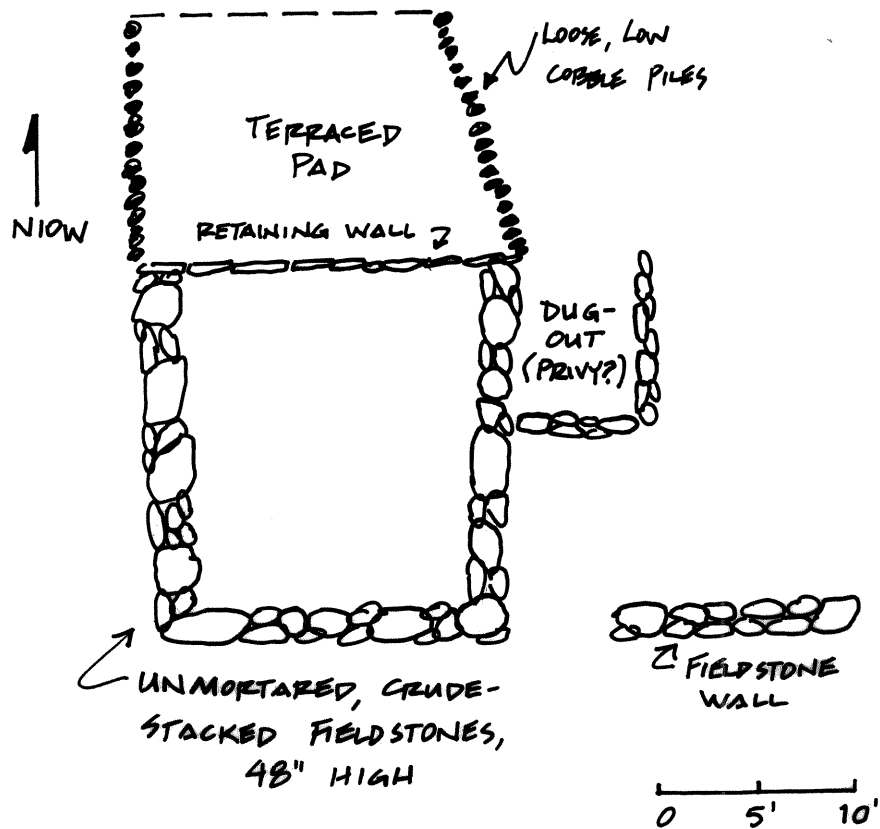 LOOSE, LOW
COBBLE PILES
TERRACED
PAD
N10W
RETAINING WALL
DUG-
OUT
(PRIVY?)
UNMORTARED, CRUDE-
STACKED FIELDSTONES,
48" HIGH
FIELDSTONE
WALL
0 5' 10'